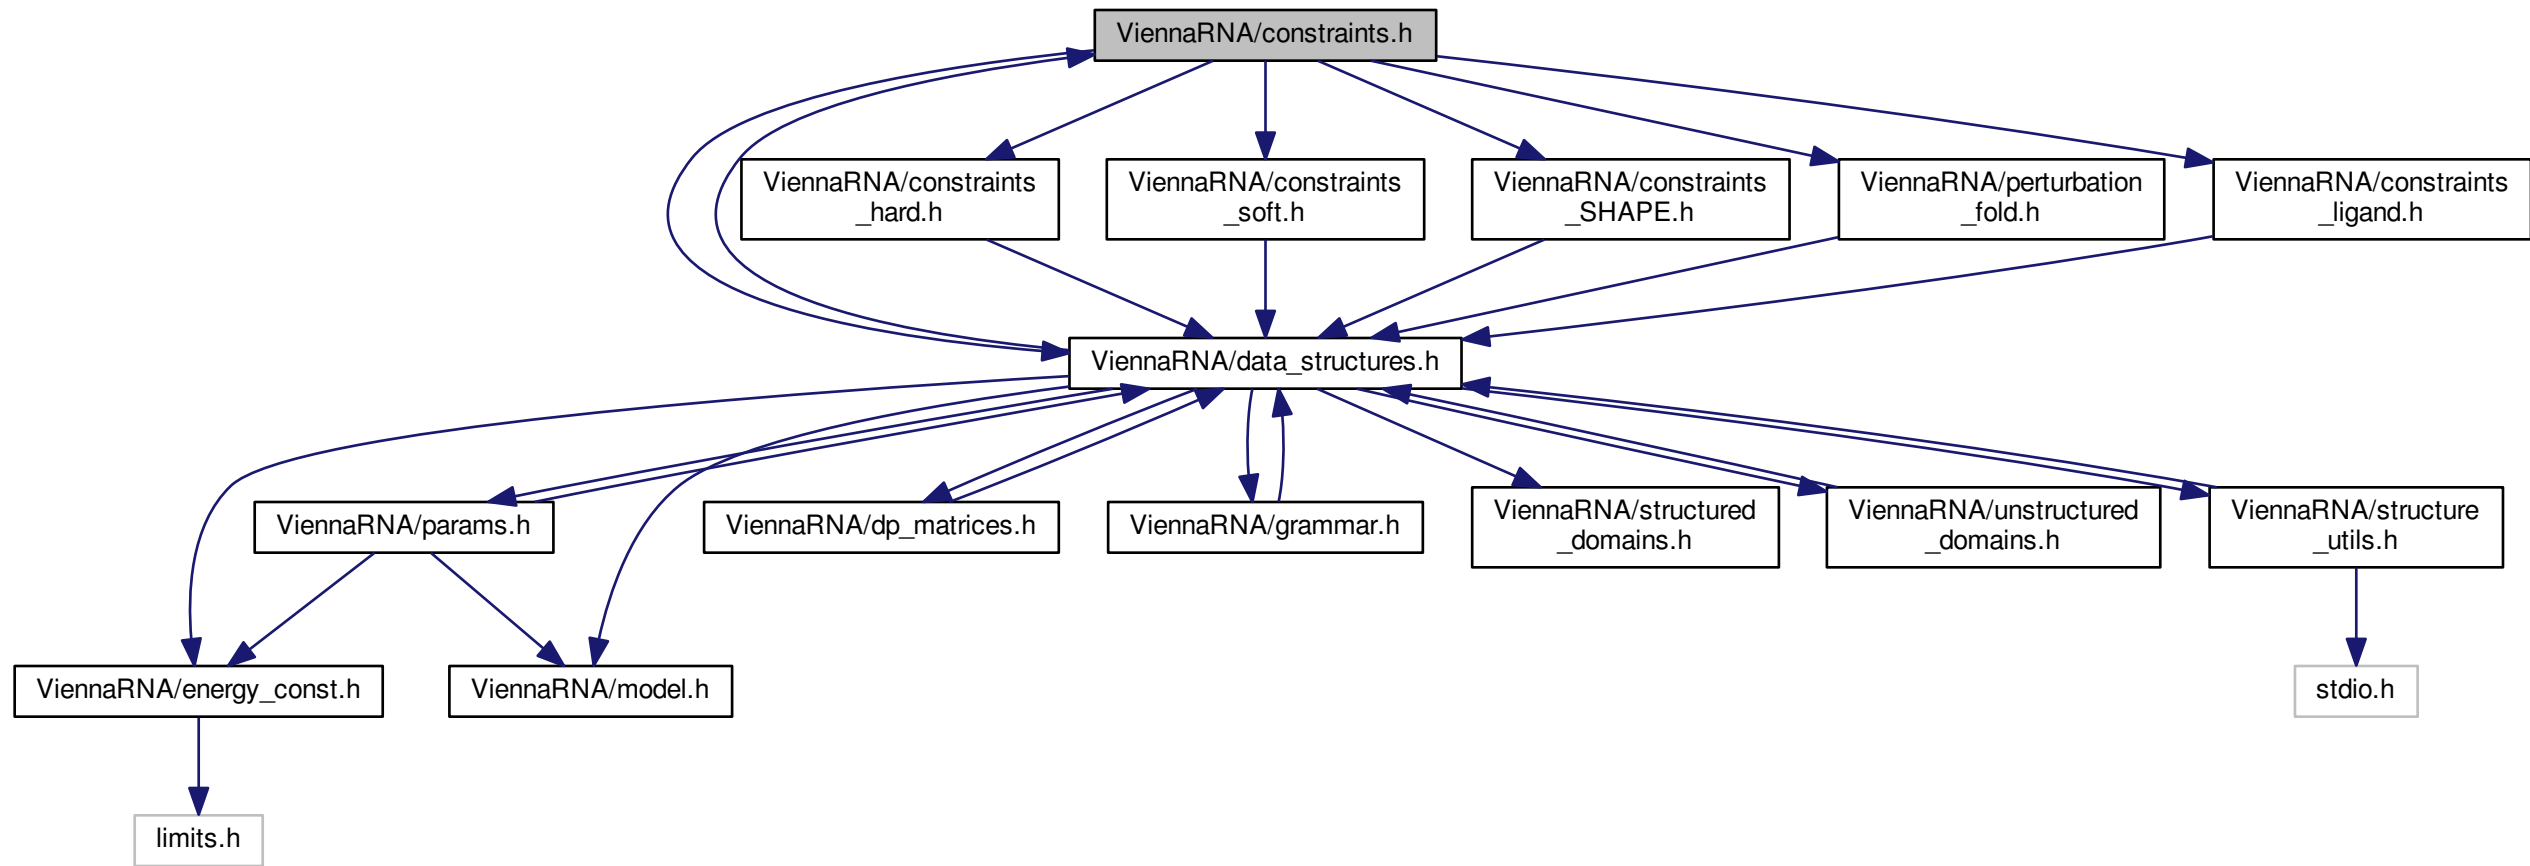 ViennaRNA/constraints.h
ViennaRNA/constraints
_hard.h
ViennaRNA/constraints
_soft.h
ViennaRNA/constraints
_SHAPE.h
ViennaRNA/perturbation
_fold.h
ViennaRNA/constraints
_ligand.h
ViennaRNA/data_structures.h
ViennaRNA/params.h
ViennaRNA/dp_matrices.h
ViennaRNA/grammar.h
ViennaRNA/structured
_domains.h
ViennaRNA/unstructured
_domains.h
ViennaRNA/structure
_utils.h
ViennaRNA/energy_const.h
ViennaRNA/model.h
stdio.h
limits.h